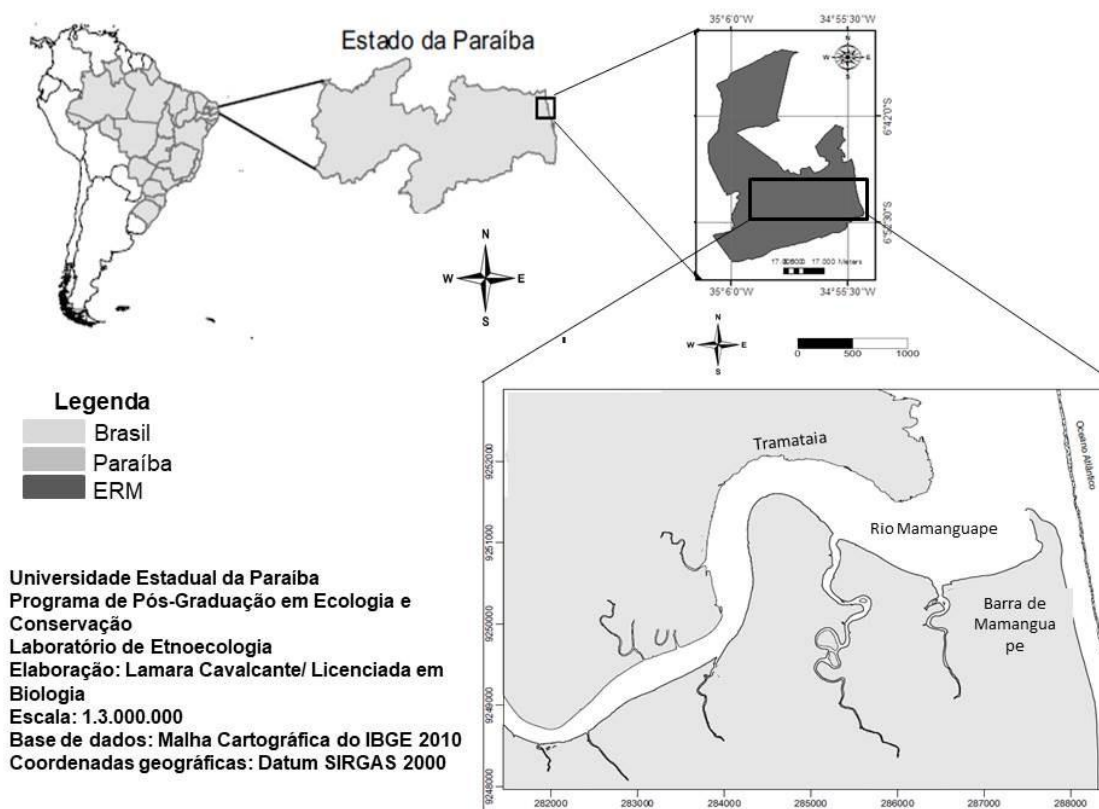 Estado da Paraíba
35°6'0"W
34°55'30"W
N
W
E
S
6°42'0"S
6°52'30"S
17.000 Meters
35°6'0"W
34°55'30"W
N
W
E
S
N
W
E
S
0
500
1000
Legenda
Brasil
Paraíba
ERM
Universidade Estadual da Paraíba
Programa de Pós-Graduação em Ecologia e
Conservação
Laboratório de Etnoecologia
Elaboração: Lamara Cavalcante/ Licenciada em
Biologia
Escala: 1.3.000.000
Base de dados: Malha Cartográfica do IBGE 2010
Coordenadas geográficas: Datum SIRGAS 2000
Tramataia
Oceano Atlântico
Rio Mamanguape
Barra de
Mamangua
pe
9252000
9251000
9250000
9249000
9248000
282000
283000
284000
285000
286000
287000
288000